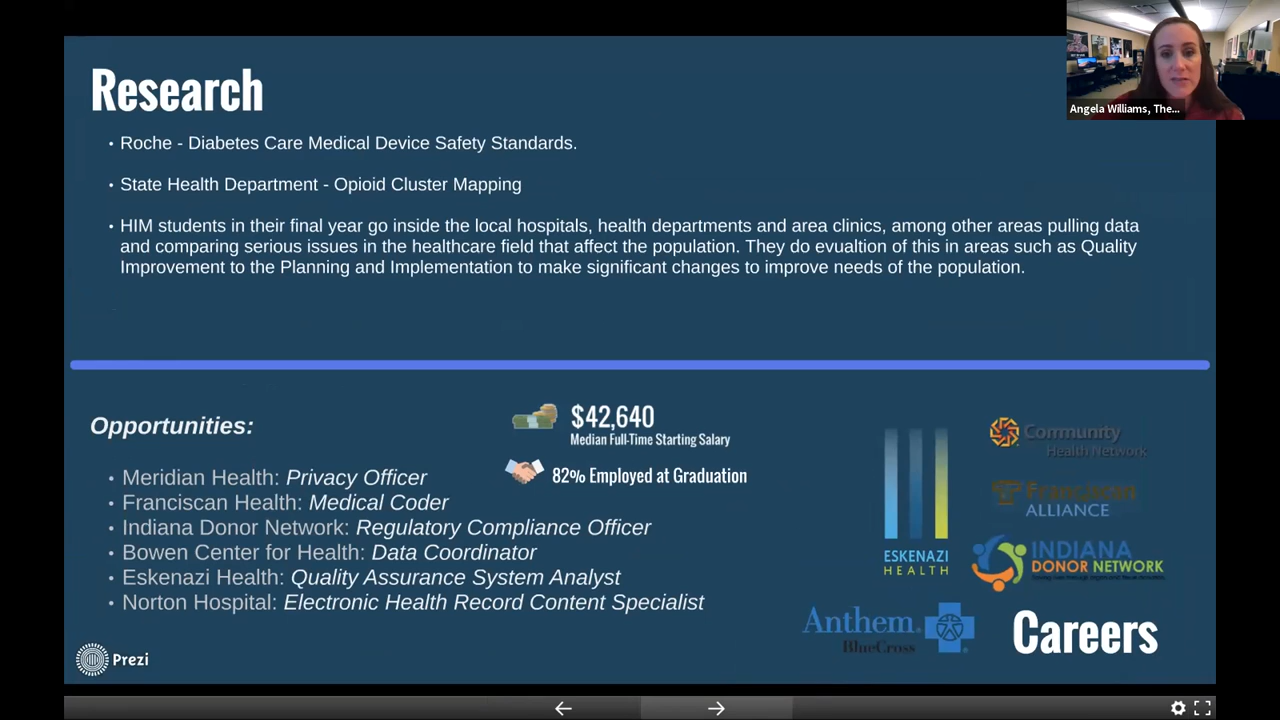 Research
Angela Williams, The...
• Roche - Diabetes Care Medical Device Safety Standards.
• State Health Department - Opioid Cluster Mapping
• HIM students in their final year go inside the local hospitals, health departments and area clinics, among other areas pulling data
and comparing serious issues in the healthcare field that affect the population. They do evualtion of this in areas such as Quality
Improvement to the Planning and Implementation to make significant changes to improve needs of the population.
Opportunities:
• Meridian Health: Privacy Officer
• Franciscan Health: Medical Coder
• Indiana Donor Network: Regulatory Compliance Officer
• Bowen Center for Health: Data Coordinator
• Eskenazi Health: Quality Assurance System Analyst
• Norton Hospital: Electronic Health Record Content Specialist
$42,640
Median Full-Time Starting Salary
82% Employed at Graduation
ESKENAZI
HEALTH
Community
Health Network
Franciscan
ALLIANCE
INDIANA
DONOR NETWORK
Anthem.
BlueCross
Careers
Prezi